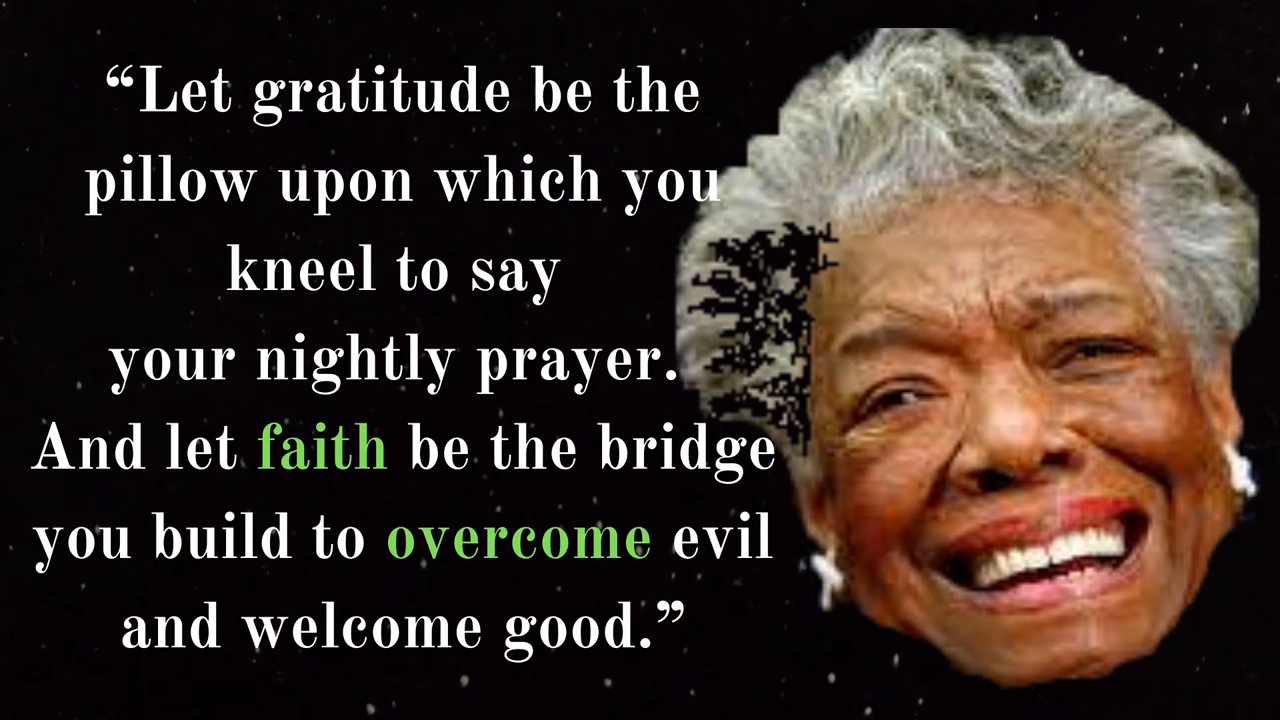 “Let gratitude be the
pillow upon which you
kneel to say
your nightly prayer.
And let faith be the bridge
you build to overcome evil
and welcome good.”